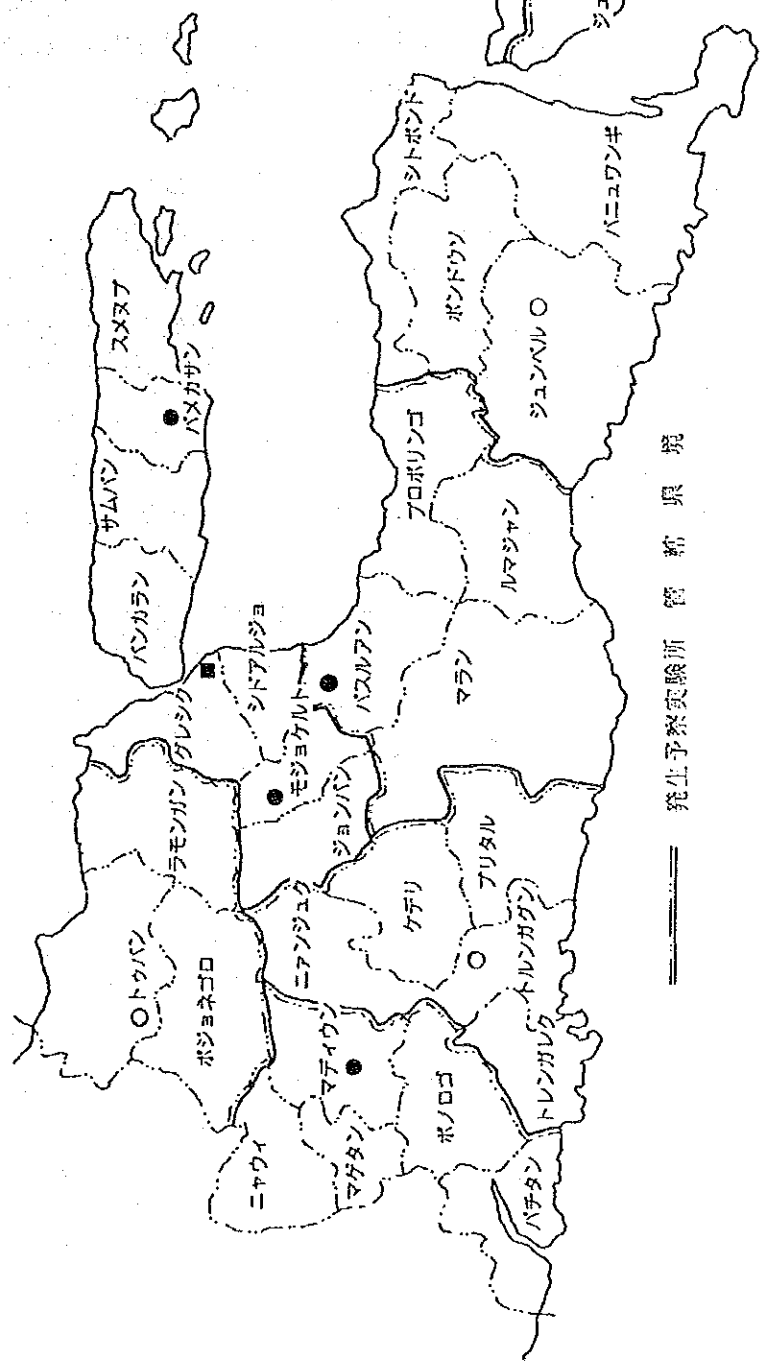 スメヌプ
パメカサン
サムパン
バンカラン
グレシク
シドアルジョ
モジョケルト
ジョンバン
ラモンガン
トゥバン
ボジョネゴロ
ニャウィ
マゲタン
マディウン
ニァンジュク
ケデリ
ポノロゴ
パチタン
トレンガレク
トルンガグン
ブリタル
マラン
パスルアン
プロボリンゴ
ルマジャン
シトボンド
ボンドウソ
ジュンベル
バニュワンギ
ジュ
発生予察実験所 管轄県境